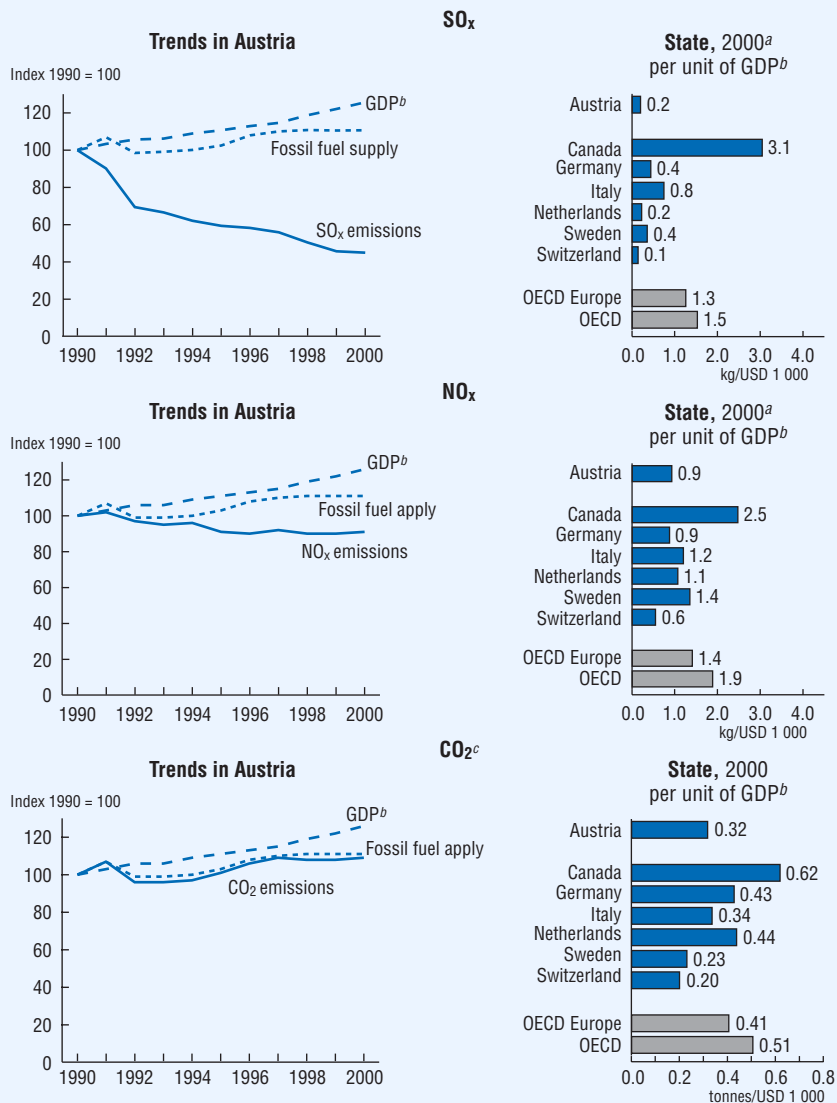 SOx
Trends in Austria
Index 1990 = 100
120
100
80
60
40
20
0
GDPb
Fossil fuel supply
SOx emissions
1990 1992 1994 1996 1998 2000
State, 2000a
per unit of GDPb
Austria 0.2
Canada 3.1
Germany 0.4
Italy 0.8
Netherlands 0.2
Sweden 0.4
Switzerland 0.1
OECD Europe 1.3
OECD 1.5
0.0 1.0 2.0 3.0 4.0
kg/USD 1 000
NOx
Trends in Austria
Index 1990 = 100
120
100
80
60
40
20
0
GDPb
Fossil fuel apply
NOx emissions
1990 1992 1994 1996 1998 2000
State, 2000a
per unit of GDPb
Austria 0.9
Canada 2.5
Germany 0.9
Italy 1.2
Netherlands 1.1
Sweden 1.4
Switzerland 0.6
OECD Europe 1.4
OECD 1.9
0.0 1.0 2.0 3.0 4.0
kg/USD 1 000
CO2c
Trends in Austria
Index 1990 = 100
120
100
80
60
40
20
0
GDPb
Fossil fuel apply
CO2 emissions
1990 1992 1994 1996 1998 2000
State, 2000
per unit of GDPb
Austria 0.32
Canada 0.62
Germany 0.43
Italy 0.34
Netherlands 0.44
Sweden 0.23
Switzerland 0.20
OECD Europe 0.41
OECD 0.51
0.0 0.2 0.4 0.6 0.8
tonnes/USD 1 000